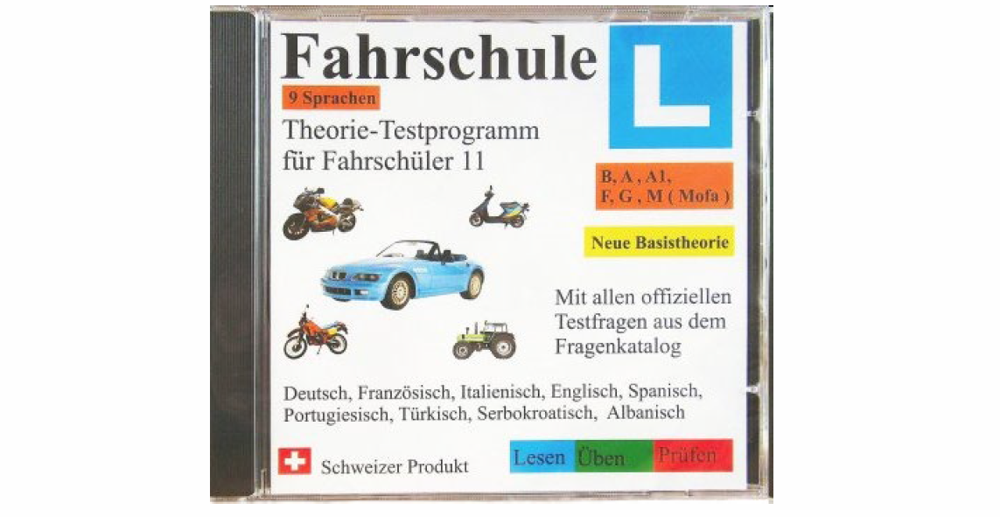 Fahrschule
L
9 Sprachen
Theorie-Testprogramm
für Fahrschüler 11
B, A , A1,
F, G , M ( Mofa )
Neue Basistheorie
Mit allen offiziellen
Testfragen aus dem
Fragenkatalog
Deutsch, Französisch, Italienisch, Englisch, Spanisch,
Portugiesisch, Türkisch, Serbokroatisch, Albanisch
Schweizer Produkt
Lesen Üben Prüfen